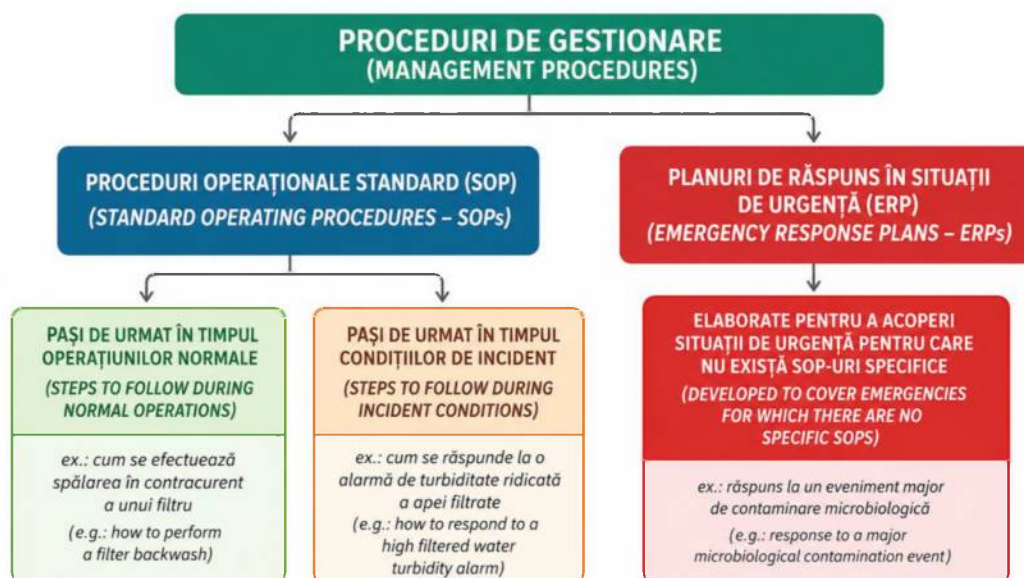 PROCEDURI DE GESTIONARE
(MANAGEMENT PROCEDURES)
PROCEDURI OPERAȚIONALE STANDARD (SOP)
(STANDARD OPERATING PROCEDURES – SOPs)
PLANURI DE RĂSPUNS ÎN SITUAȚII
DE URGENȚĂ (ERP)
(EMERGENCY RESPONSE PLANS – ERPs)
PAȘI DE URMAT ÎN TIMPUL
OPERAȚIUNILOR NORMALE
(STEPS TO FOLLOW DURING
NORMAL OPERATIONS)
ex.: cum se efectuează
spălarea în contracurent
a unui filtru
(e.g.: how to perform
a filter backwash)
PAȘI DE URMAT ÎN TIMPUL
CONDIȚIILOR DE INCIDENT
(STEPS TO FOLLOW DURING
INCIDENT CONDITIONS)
ex.: cum se răspunde la o
alarmă de turbiditate ridicată
a apei filtrate
(e.g.: how to respond to a
high filtered water
turbidity alarm)
ELABORATE PENTRU A ACOPERI
SITUAȚII DE URGENȚĂ PENTRU CARE
NU EXISTĂ SOP-URI SPECIFICE
(DEVELOPED TO COVER EMERGENCIES
FOR WHICH THERE ARE NO
SPECIFIC SOPS)
ex.: răspuns la un eveniment major
de contaminare microbiologică
(e.g.: response to a major
microbiological contamination event)